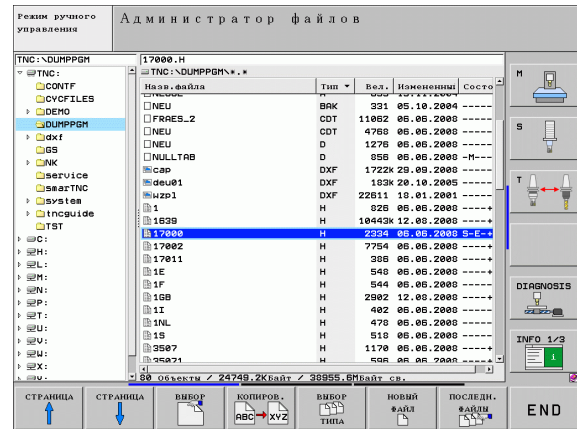 Режим ручного
управления
Администратор файлов
TNC:\DUMPPGM
17000.H
TNC:
CONTF
CYCFILES
DEMO
DUMPPGM
dxf
GS
NK
service
smarTNC
system
tncguide
TST
C:
H:
L:
M:
N:
P:
T:
U:
V:
W:
X:
TNC:\DUMPPGM\*.*
Назв.файла Тип Вел. Измененны Состо
NEU BAK 331 05.10.2004 -----
FRAES_2 CDT 11062 06.06.2008 -----
NEU CDT 4768 06.06.2008 -----
NEU D 1276 06.06.2008 -----
NULLTAB D 856 06.06.2008 -M---
cap DXF 1722k 29.09.2008 -----
deu01 DXF 183k 20.10.2005 -----
wzpl DXF 22611 18.01.2001 -----
1 H 826 06.06.2008 ----+
1639 H 10443k 12.08.2008 ----+
17000 H 2334 06.06.2008 S-E-+
17002 H 7754 06.06.2008 ----+
17011 H 386 06.06.2008 ----+
1E H 548 06.06.2008 ----+
1F H 544 06.06.2008 ----+
1GB H 2902 12.08.2008 ----+
1I H 402 06.06.2008 ----+
1NL H 478 06.06.2008 ----+
1S H 518 06.06.2008 ----+
3507 H 1170 06.06.2008 ----+
35071 H 596 06.06.2008 ----+
80 Объекты / 24749.2КБайт / 38955.6МБайт св.
M
S
T
DIAGNOSIS
INFO 1/3
СТРАНИЦА
СТРАНИЦА
ВЫБОР
КОПИРОВ.
ABC XYZ
ВЫБОР
ТИПА
НОВЫЙ
ФАЙЛ
ПОСЛЕДН.
ФАЙЛЫ
END